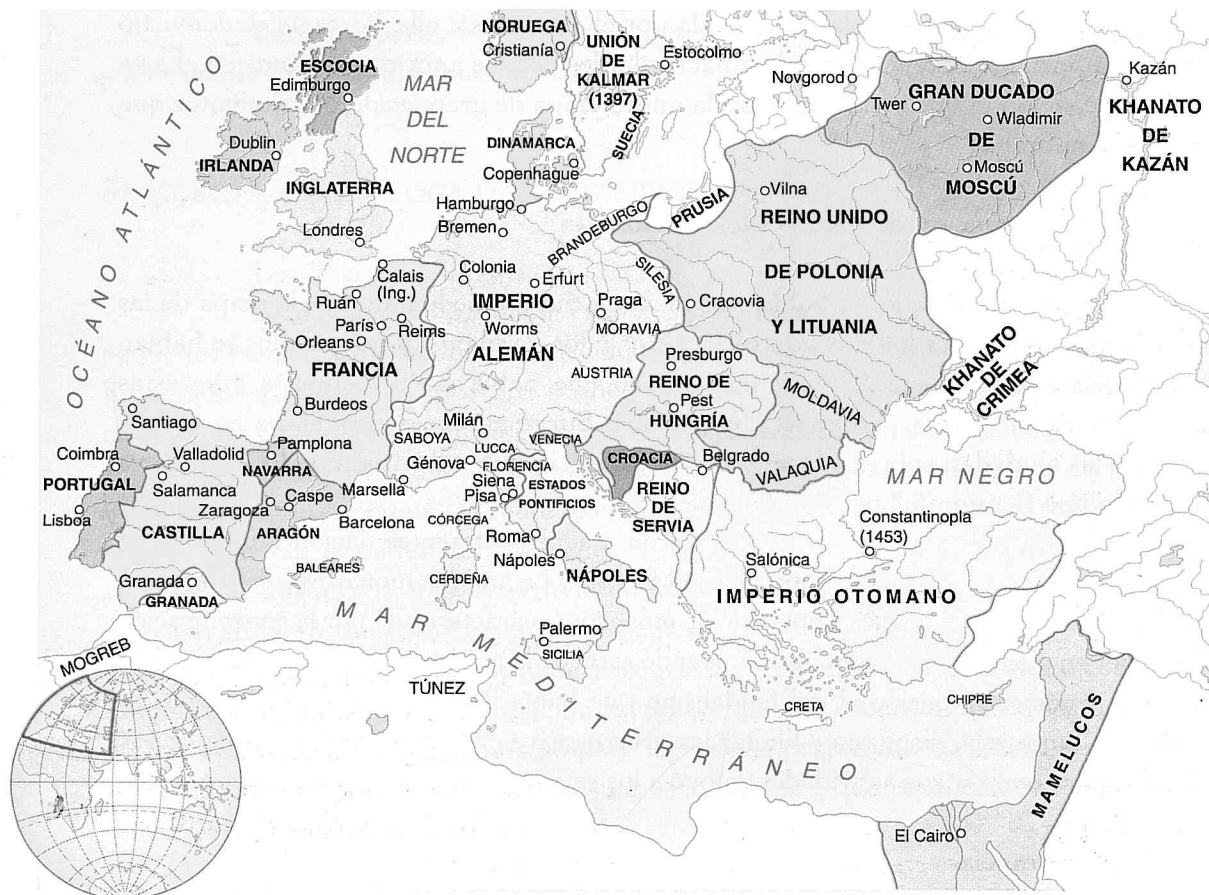 NORUEGA
Cristianía
UNIÓN
DE
KALMAR
(1397)
Estocolmo
SUECIA
ESCOCIA
Edimburgo
MAR
DEL
NORTE
Novgorod
GRAN DUCADO
DE
MOSCÚ
Twer
Wladimir
Moscú
Kazán
KHANATO
DE
KAZÁN
OCÉANO ATLÁNTICO
Dublin
IRLANDA
INGLATERRA
Londres
DINAMARCA
Copenhague
Hamburgo
Bremen
BRANDEBURGO
PRUSIA
Vilna
REINO UNIDO
DE POLONIA
Y LITUANIA
Calais
(Ing.)
Ruán
París
Reims
Orleans
FRANCIA
Burdeos
Colonia
Erfurt
IMPERIO
ALEMÁN
Worms
SILESIA
Praga
MORAVIA
Cracovia
AUSTRIA
Presburgo
REINO DE
HUNGRÍA
Pest
MOLDAVIA
KHANATO
DE
CRIMEA
Santiago
Coimbra
PORTUGAL
Lisboa
Valladolid
Salamanca
CASTILLA
Pamplona
NAVARRA
Zaragoza
Caspe
ARAGÓN
Barcelona
Granada
GRANADA
BALEARES
Marsella
SABOYA
Milán
Génova
LUCCA
VENECIA
FLORENCIA
Siena
Pisa
ESTADOS
PONTIFICIOS
CÓRCEGA
CERDEÑA
Roma
Nápoles
NÁPOLES
CROACIA
Belgrado
REINO
DE
SERVIA
VALAQUIA
MAR NEGRO
Constantinopla
(1453)
Salónica
IMPERIO OTOMANO
Palermo
SICILIA
MAR MEDITERRÁNEO
MOGREB
TÚNEZ
CRETA
CHIPRE
MAMELUCOS
El Cairo